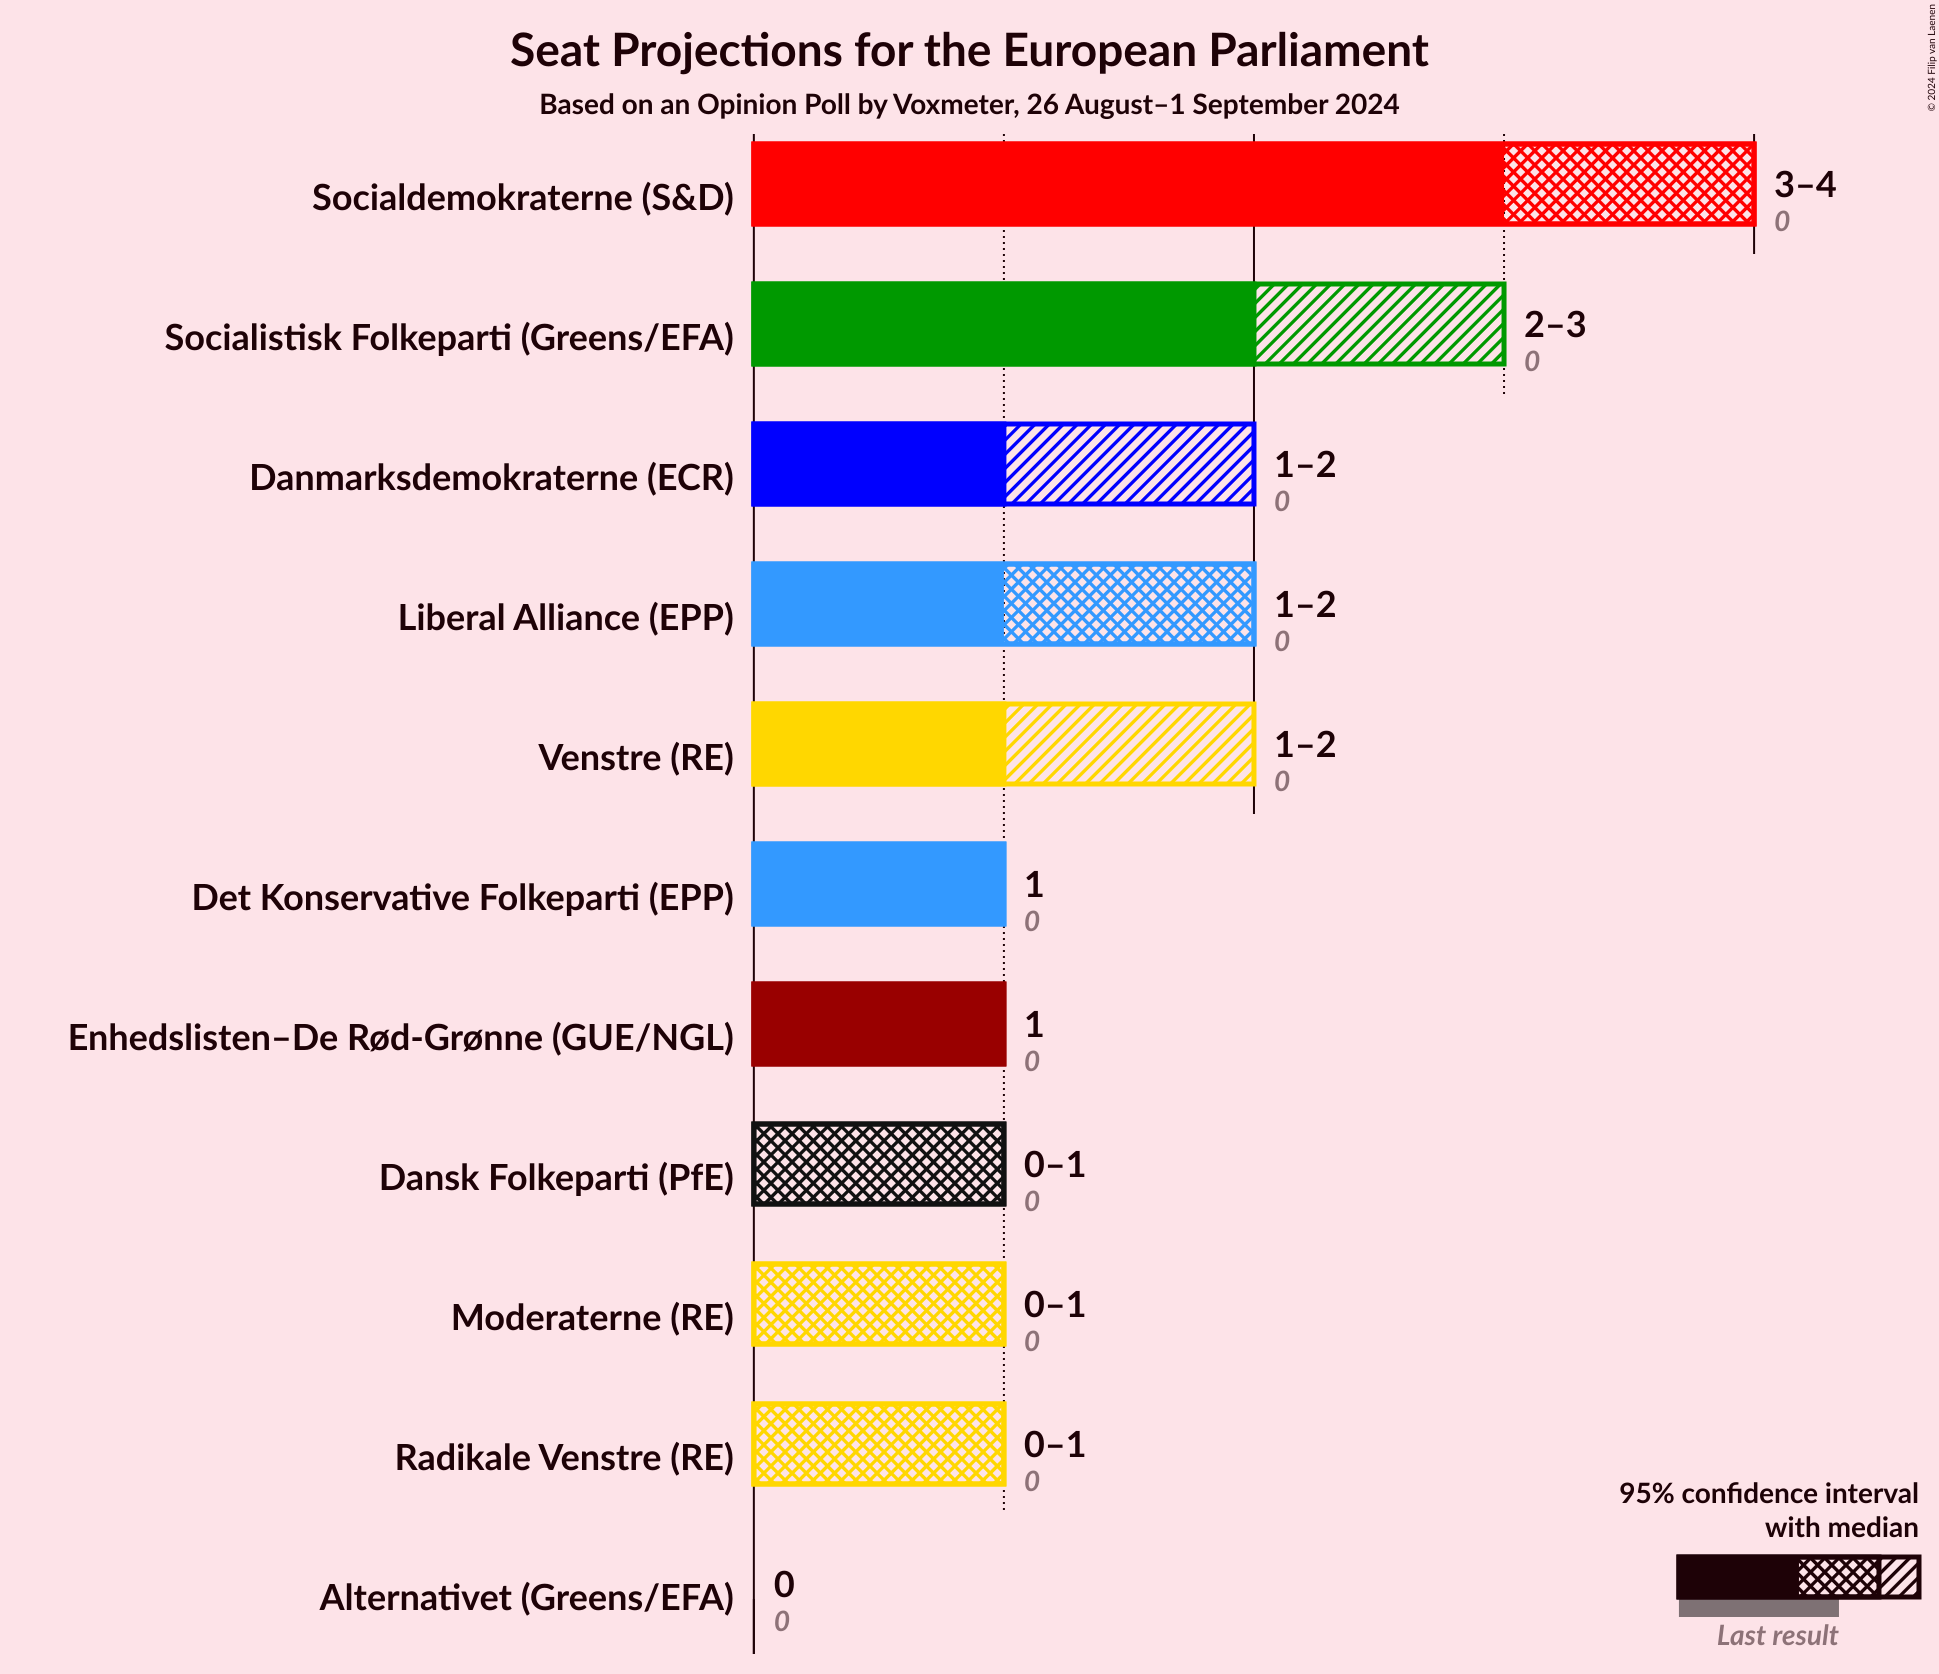 Seat Projections for the European Parliament
Based on an Opinion Poll by Voxmeter, 26 August–1 September 2024
© 2024 Filip van Laenen
Socialdemokraterne (S&D)
3–4
0
Socialistisk Folkeparti (Greens/EFA)
2–3
0
Danmarksdemokraterne (ECR)
1–2
0
Liberal Alliance (EPP)
1–2
0
Venstre (RE)
1–2
0
Det Konservative Folkeparti (EPP)
1
0
Enhedslisten–De Rød-Grønne (GUE/NGL)
1
0
Dansk Folkeparti (PfE)
0–1
0
Moderaterne (RE)
0–1
0
Radikale Venstre (RE)
0–1
0
Alternativet (Greens/EFA)
0
0
95% confidence interval
with median
Last result